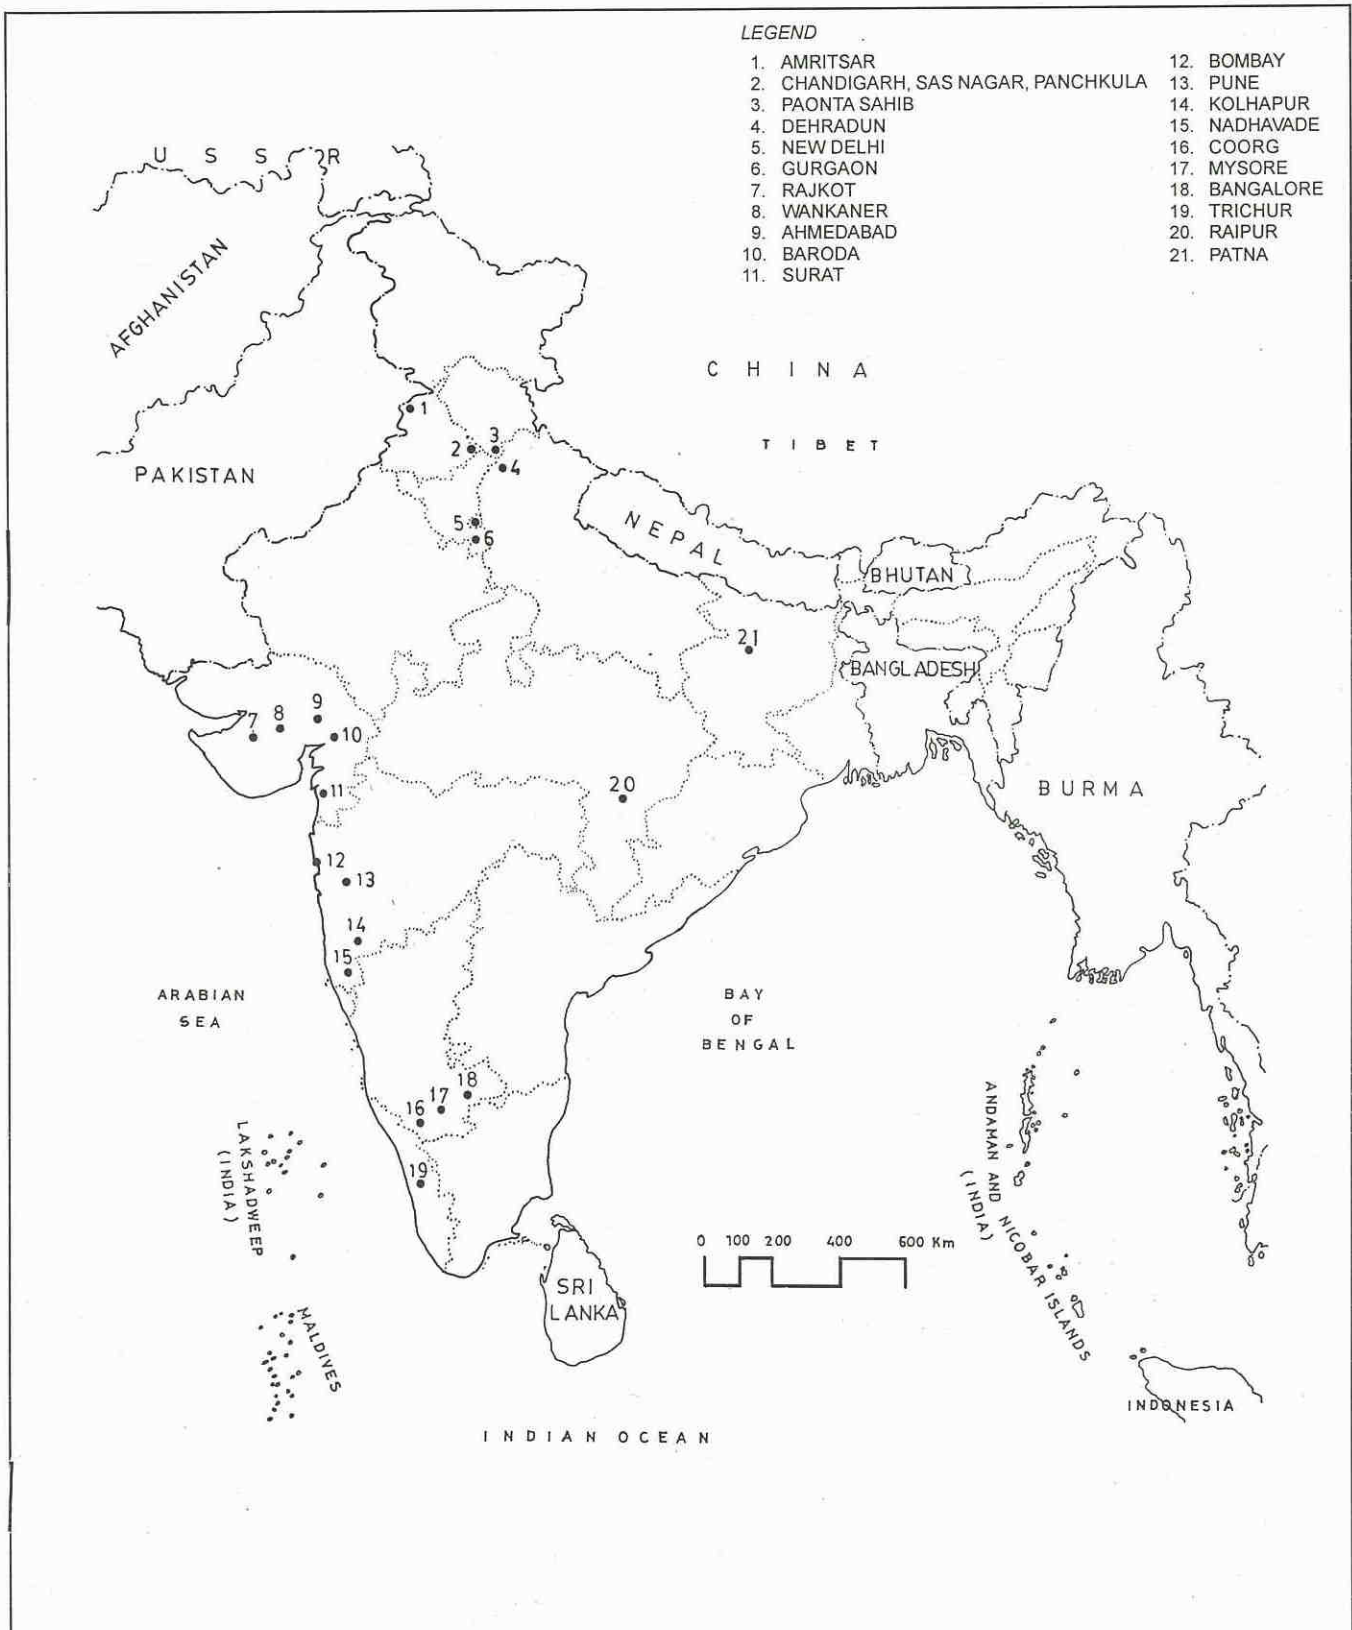 LEGEND
1. AMRITSAR
2. CHANDIGARH, SAS NAGAR, PANCHKULA
3. PAONTA SAHIB
4. DEHRADUN
5. NEW DELHI
6. GURGAON
7. RAJKOT
8. WANKANER
9. AHMEDABAD
10. BARODA
11. SURAT
12. BOMBAY
13. PUNE
14. KOLHAPUR
15. NADHAVADE
16. COORG
17. MYSORE
18. BANGALORE
19. TRICHUR
20. RAIPUR
21. PATNA
U S S R
AFGHANISTAN
CHINA
TIBET
PAKISTAN
NEPAL
BHUTAN
BANGLADESH
BURMA
1
2
3
4
5
6
21
7
8
9
10
11
20
12
13
14
15
ARABIAN
SEA
BAY
OF
BENGAL
16
17
18
19
LAKSHADWEEP
(INDIA)
ANDAMAN AND NICOBAR ISLANDS
(INDIA)
0 100 200 400 600 Km
SRI
LANKA
MALDIVES
INDONESIA
INDIAN OCEAN